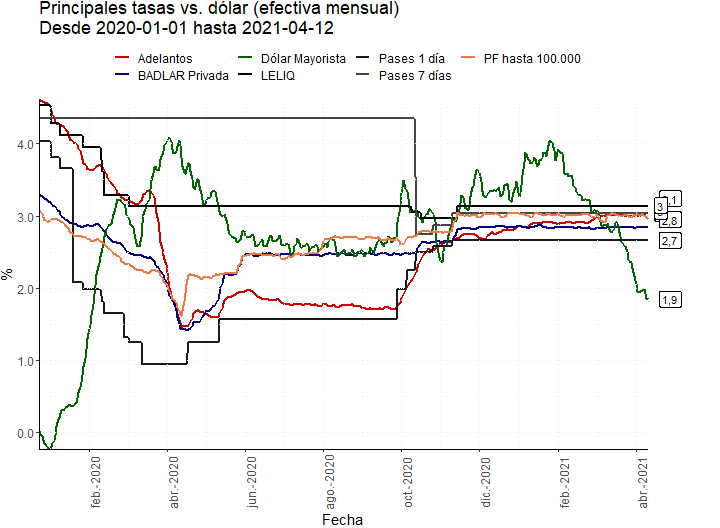 Principales tasas vs. dólar (efectiva mensual)
Desde 2020-01-01 hasta 2021-04-12
Adelantos Dólar Mayorista Pases 1 día PF hasta 100.000
BADLAR Privada LELIQ Pases 7 días
4.0
3.0
2.0
1.0
0.0
%
3
2,8
2,7
1,9
feb.-2020 abr.-2020 jun.-2020 ago.-2020 oct.-2020 dic.-2020 feb.-2021 abr.-2021
Fecha